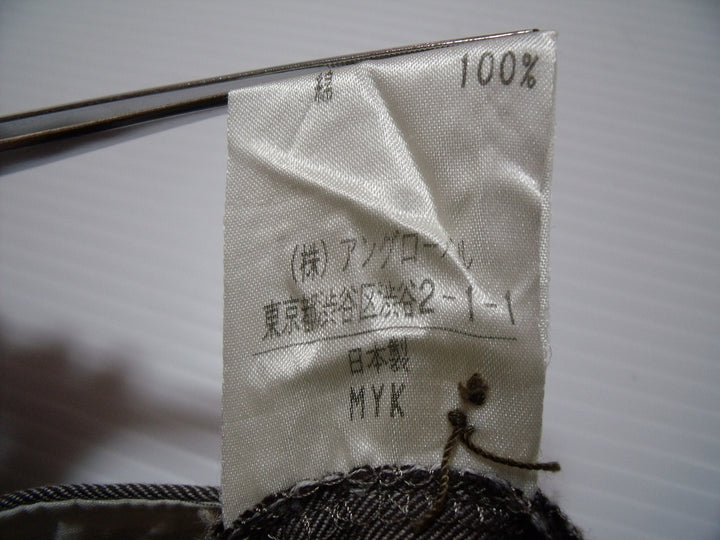 綿 100%
(株)アングローバル
東京都渋谷区渋谷2-1-1
日本製
MYK